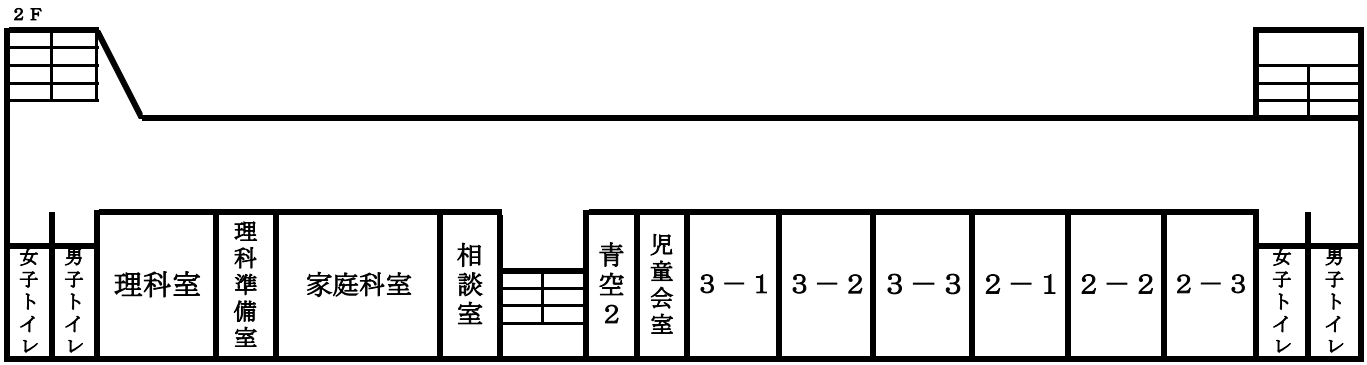 ２Ｆ
女子トイレ
男子トイレ
理科室
理科準備室
家庭科室
相談室
青空２
児童会室
３－１
３－２
３－３
２－１
２－２
２－３
女子トイレ
男子トイレ